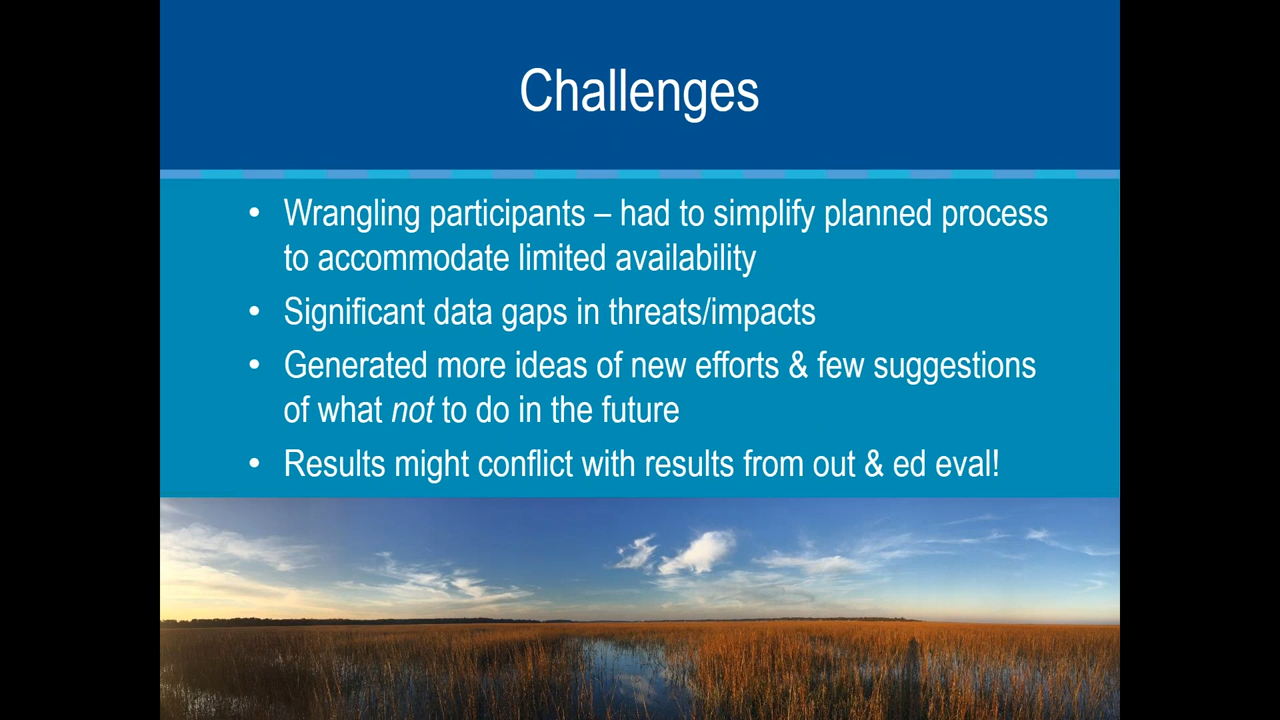 Challenges
• Wrangling participants – had to simplify planned process
to accommodate limited availability
• Significant data gaps in threats/impacts
• Generated more ideas of new efforts & few suggestions
of what not to do in the future
• Results might conflict with results from out & ed eval!